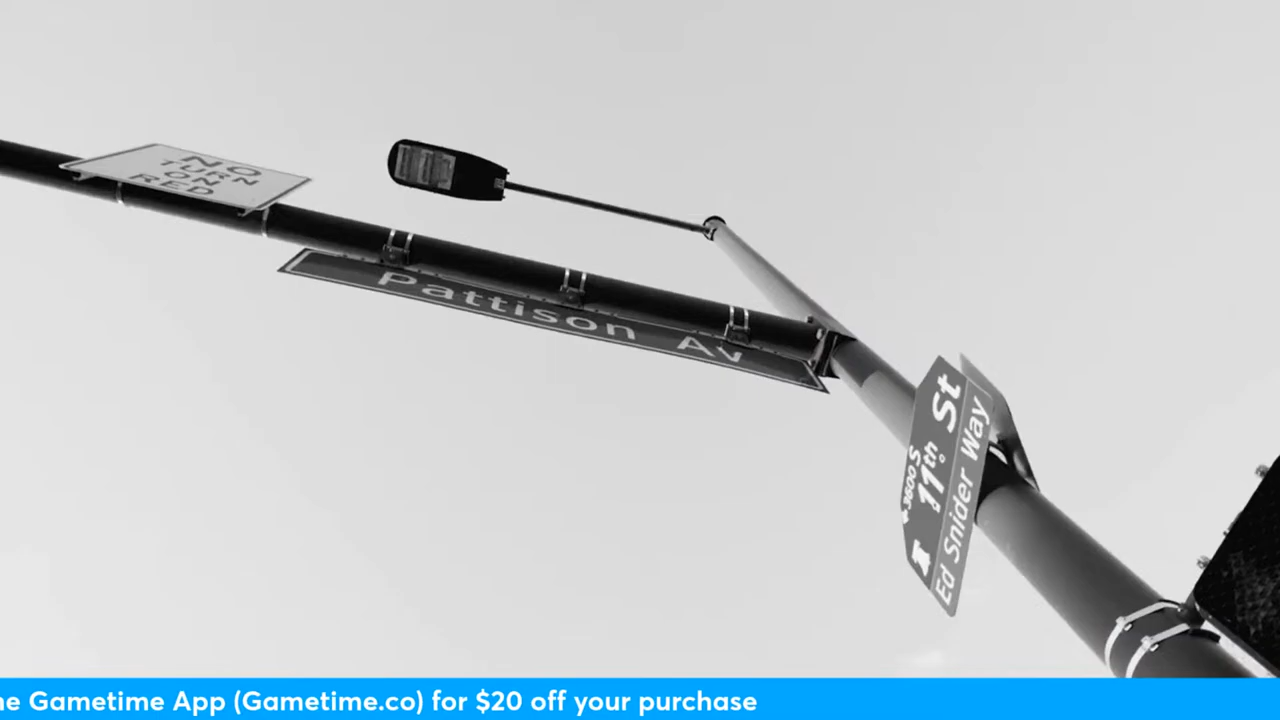 NO
TURN
ON
RED
Pattison Av
3600 S
11th St
Ed Snider Way
he Gametime App (Gametime.co) for $20 off your purchase